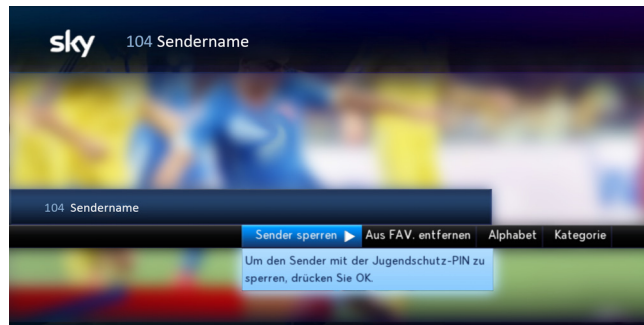 sky 104 Sendername
104 Sendername
Sender sperren Aus FAV. entfernen Alphabet Kategorie
Um den Sender mit der Jugendschutz-PIN zu
sperren, drücken Sie OK.